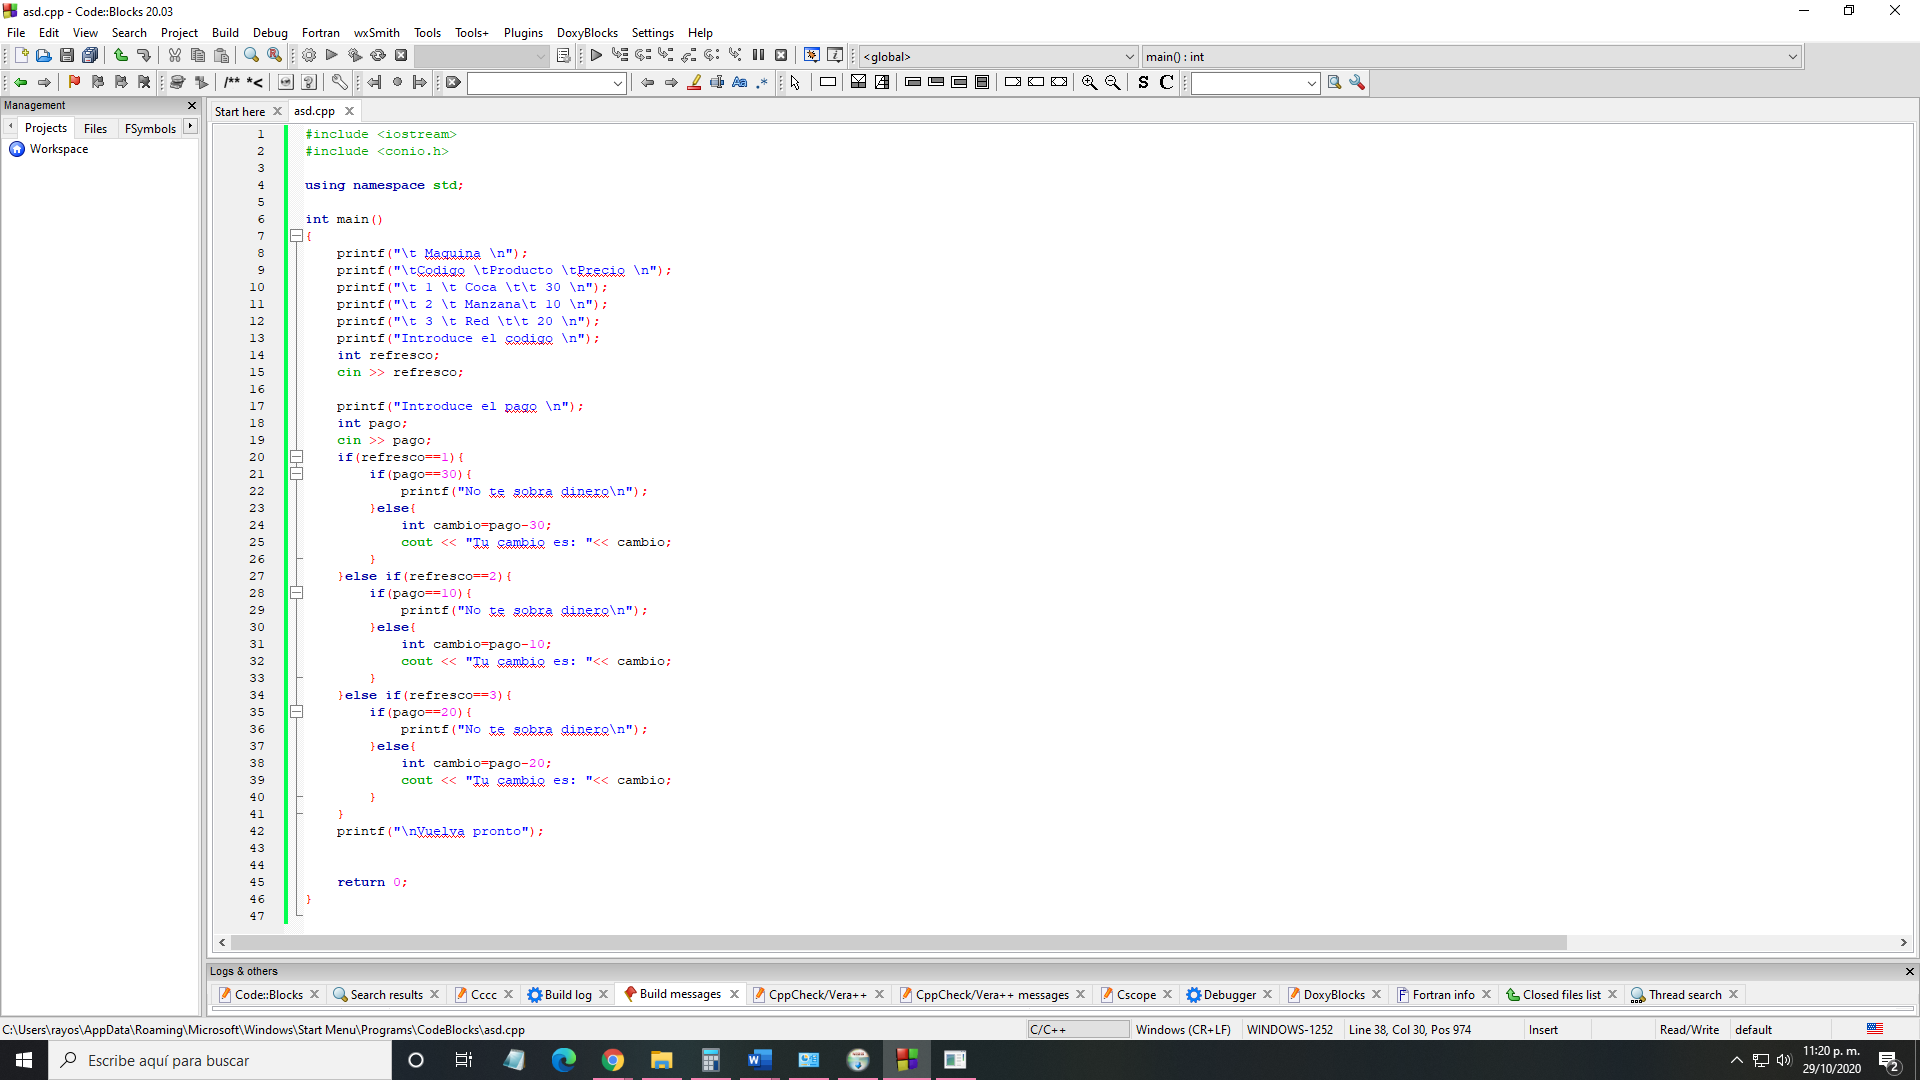 asd.cpp - Code::Blocks 20.03
File Edit View Search Project Build Debug Fortran wxSmith Tools Tools+ Plugins DoxyBlocks Settings Help
<global> main() : int
/** *< Aa .* S C
Management
Start here asd.cpp
Projects Files FSymbols
Workspace
1 #include <iostream>
2 #include <conio.h>
3
4 using namespace std;
5
6 int main()
7 {
8 printf("\t Maquina \n");
9 printf("\tCodigo \tProducto \tPrecio \n");
10 printf("\t 1 \t Coca \t\t 30 \n");
11 printf("\t 2 \t Manzana\t 10 \n");
12 printf("\t 3 \t Red \t\t 20 \n");
13 printf("Introduce el codigo \n");
14 int refresco;
15 cin >> refresco;
16
17 printf("Introduce el pago \n");
18 int pago;
19 cin >> pago;
20 if(refresco==1){
21 if(pago==30){
22 printf("No te sobra dinero\n");
23 }else{
24 int cambio=pago-30;
25 cout << "Tu cambio es: "<< cambio;
26 }
27 }else if(refresco==2){
28 if(pago==10){
29 printf("No te sobra dinero\n");
30 }else{
31 int cambio=pago-10;
32 cout << "Tu cambio es: "<< cambio;
33 }
34 }else if(refresco==3){
35 if(pago==20){
36 printf("No te sobra dinero\n");
37 }else{
38 int cambio=pago-20;
39 cout << "Tu cambio es: "<< cambio;
40 }
41 }
42 printf("\nVuelva pronto");
43
44
45 return 0;
46 }
47
Logs & others
Code::Blocks Search results Cccc Build log Build messages CppCheck/Vera++ CppCheck/Vera++ messages Cscope Debugger DoxyBlocks Fortran info Closed files list Thread search
C:\Users\rayos\AppData\Roaming\Microsoft\Windows\Start Menu\Programs\CodeBlocks\asd.cpp C/C++ Windows (CR+LF) WINDOWS-1252 Line 38, Col 30, Pos 974 Insert Read/Write default
Escribe aquí para buscar
11:20 p. m.
29/10/2020
2